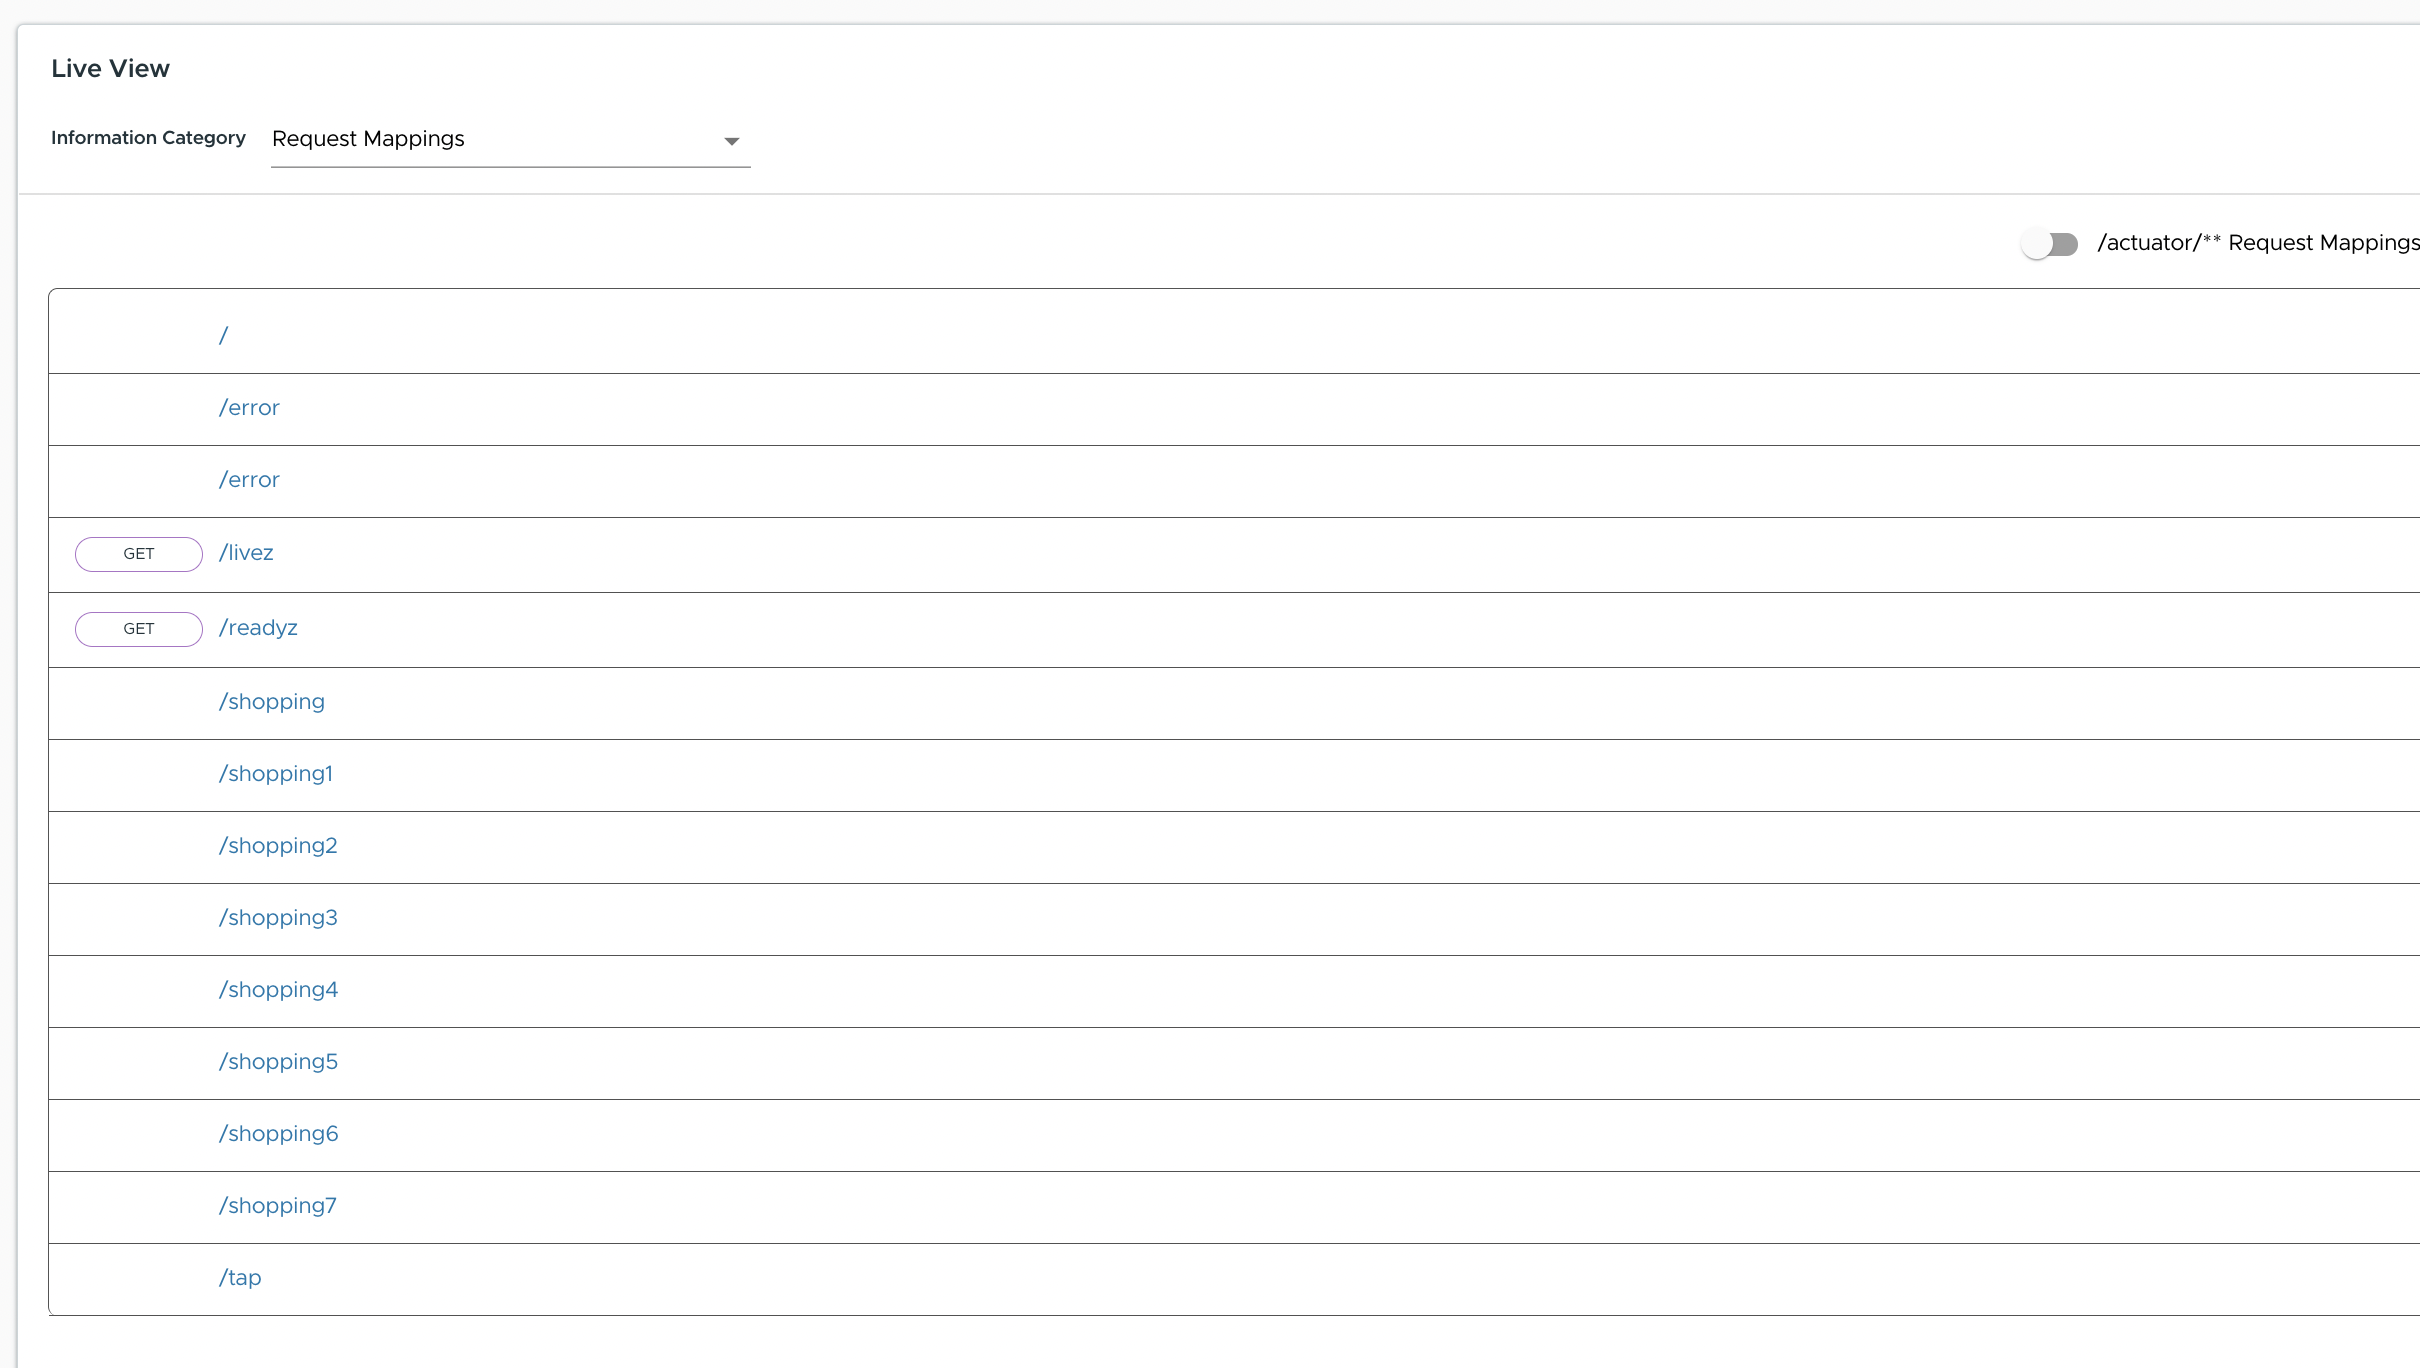 Live View
Information Category Request Mappings
/actuator/** Request Mappings
/
/error
/error
GET /livez
GET /readyz
/shopping
/shopping1
/shopping2
/shopping3
/shopping4
/shopping5
/shopping6
/shopping7
/tap